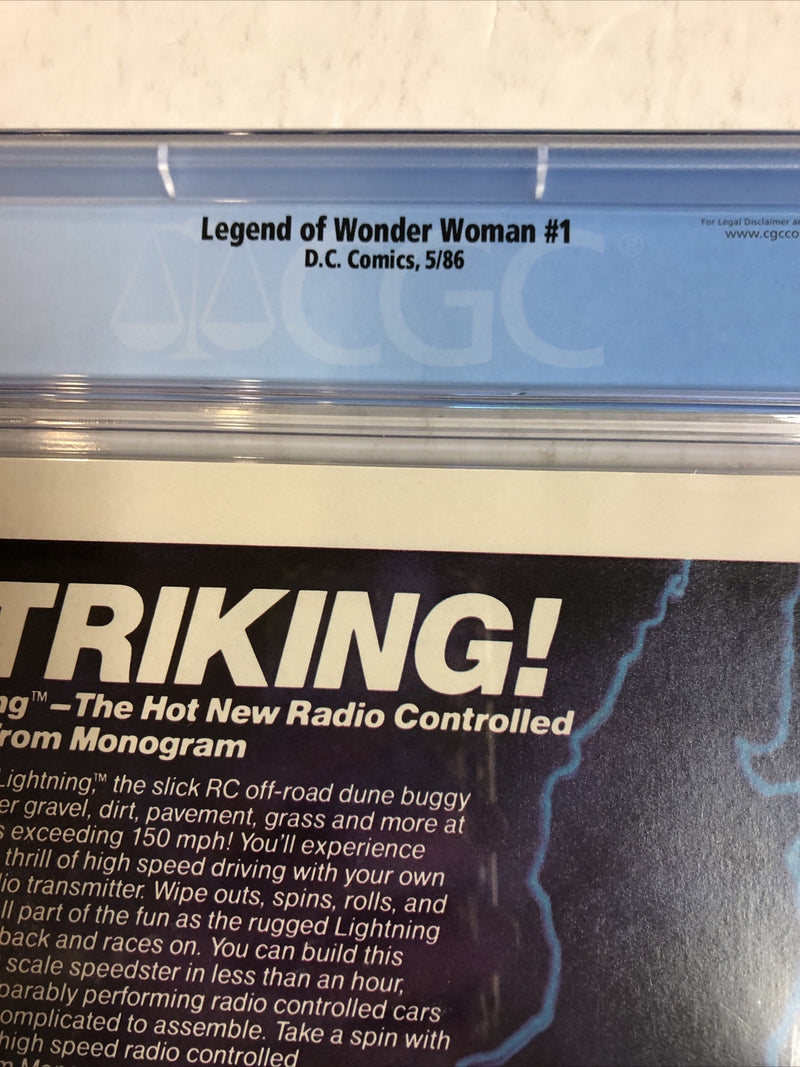 Legend of Wonder Woman #1
D.C. Comics, 5/86
For Legal Disclaimer
www.cgcco
CGC®
TRIKING!
ng™–The Hot New Radio Controlled
rom Monogram
Lightning,™ the slick RC off-road dune buggy
er gravel, dirt, pavement, grass and more at
s exceeding 150 mph! You'll experience
thrill of high speed driving with your own
io transmitter. Wipe outs, spins, rolls, and
ll part of the fun as the rugged Lightning
back and races on. You can build this
scale speedster in less than an hour,
parably performing radio controlled cars
omplicated to assemble. Take a spin with
high speed radio controlled